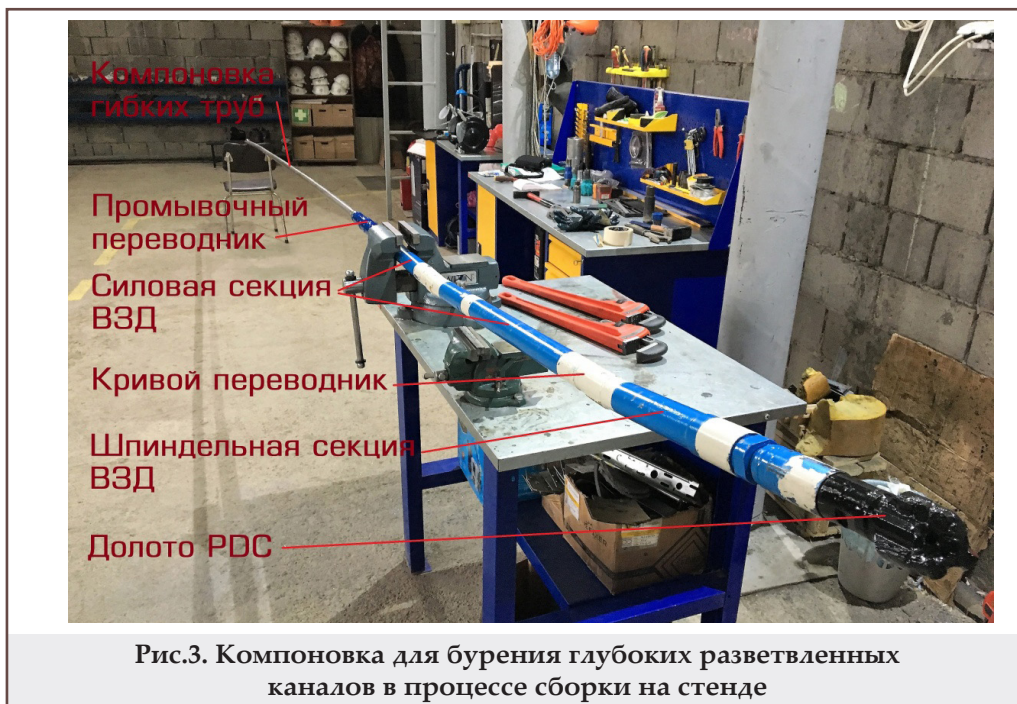 Компоновка
гибких труб
Промывочный
переводник
Силовая секция
ВЗД
Кривой переводник
Шпиндельная секция
ВЗД
Долото PDC
Рис.3. Компоновка для бурения глубоких разветвленных
каналов в процессе сборки на стенде